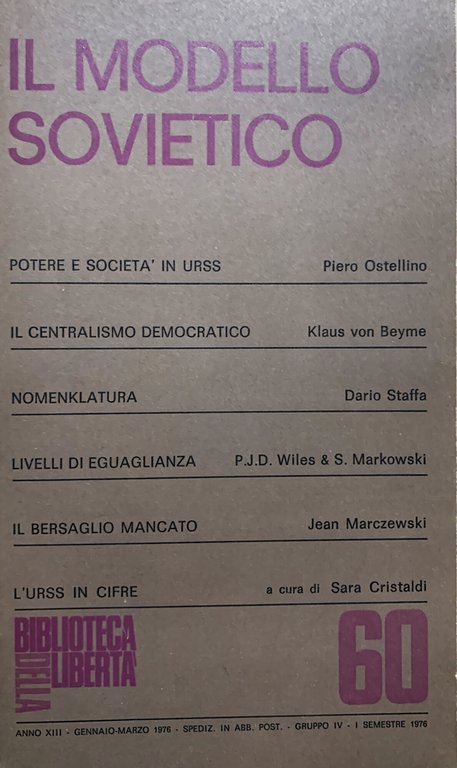 IL MODELLO
SOVIETICO
POTERE E SOCIETA' IN URSS Piero Ostellino
IL CENTRALISMO DEMOCRATICO Klaus von Beyme
NOMENKLATURA Dario Staffa
LIVELLI DI EGUAGLIANZA P.J.D. Wiles & S. Markowski
IL BERSAGLIO MANCATO Jean Marczewski
L'URSS IN CIFRE a cura di Sara Cristaldi
BIBLIOTECA
DELLA
LIBERTA'
60
ANNO XIII - GENNAIO-MARZO 1976 - SPEDIZ. IN ABB. POST. - GRUPPO IV - I SEMESTRE 1976